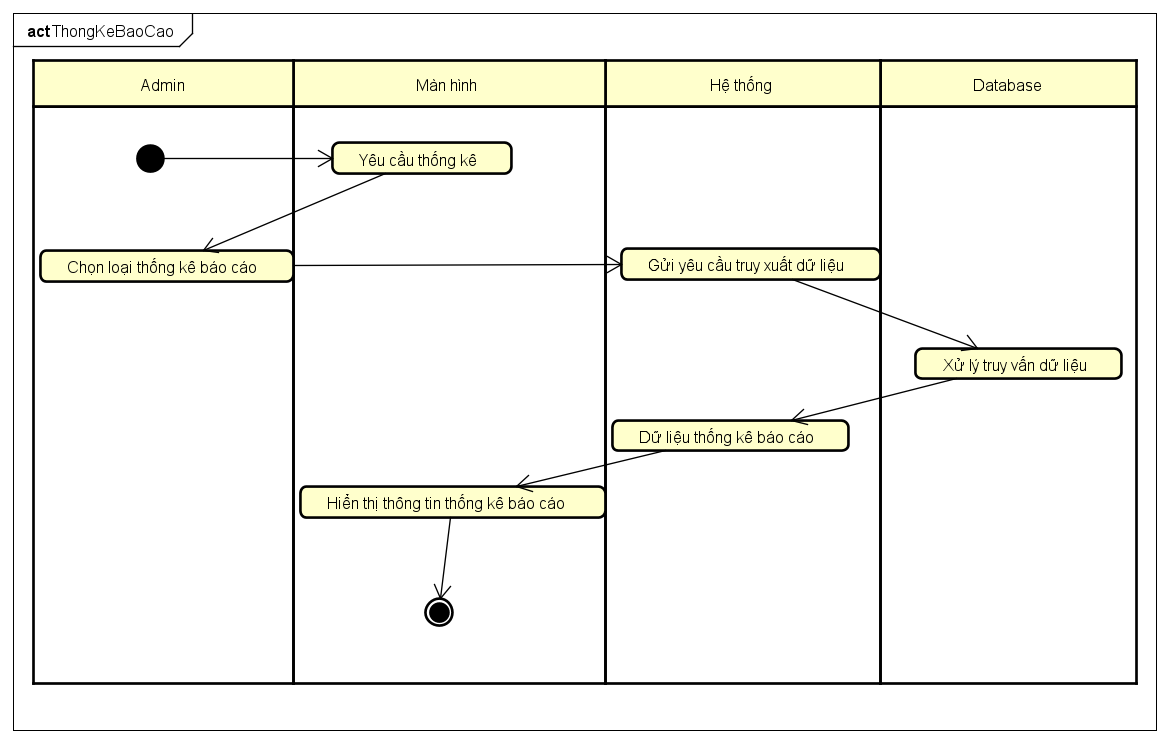 act ThongKeBaoCao
Admin
Màn hình
Hệ thống
Database
Yêu cầu thống kê
Chọn loại thống kê báo cáo
Gửi yêu cầu truy xuất dữ liệu
Xử lý truy vấn dữ liệu
Dữ liệu thống kê báo cáo
Hiển thị thông tin thống kê báo cáo